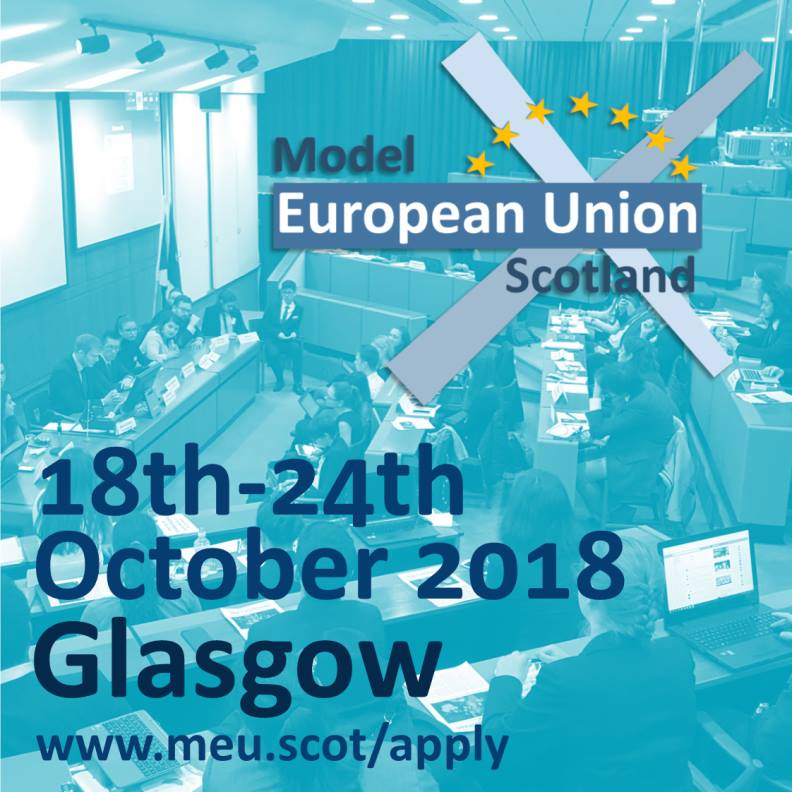 Model
European Union
Scotland
18th-24th
October 2018
Glasgow
www.meu.scot/apply